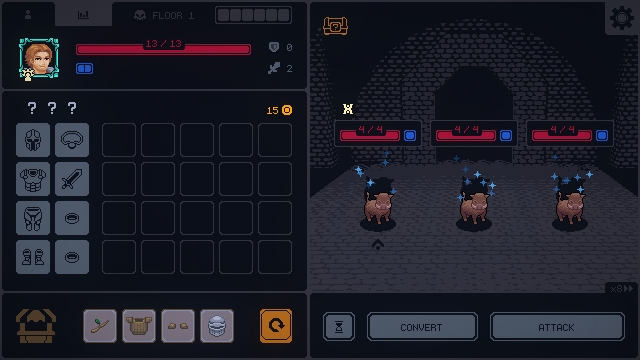 FLOOR 1
13/13
0
2
? ? ?
15
4/4
4/4
4/4
x8
CONVERT
ATTACK